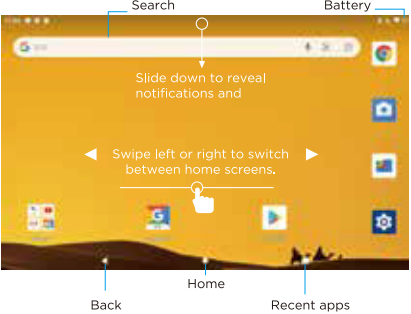 Search
Battery
Slide down to reveal
notifications and
Swipe left or right to switch
between home screens.
Home
Back
Recent apps